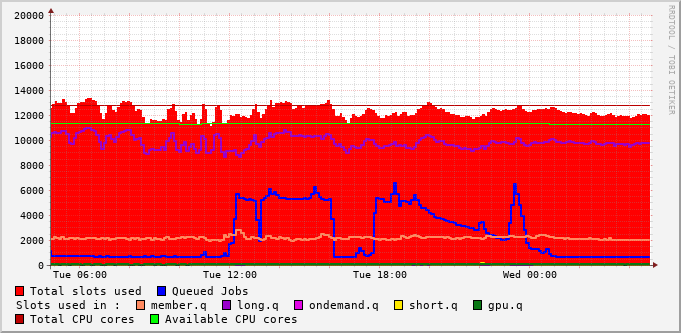 RRDTOOL / TOBI OETIKER
20000
18000
16000
14000
12000
10000
8000
6000
4000
2000
0
Tue 06:00 Tue 12:00 Tue 18:00 Wed 00:00
Total slots used Queued Jobs
Slots used in : member.q long.q ondemand.q short.q gpu.q
Total CPU cores Available CPU cores